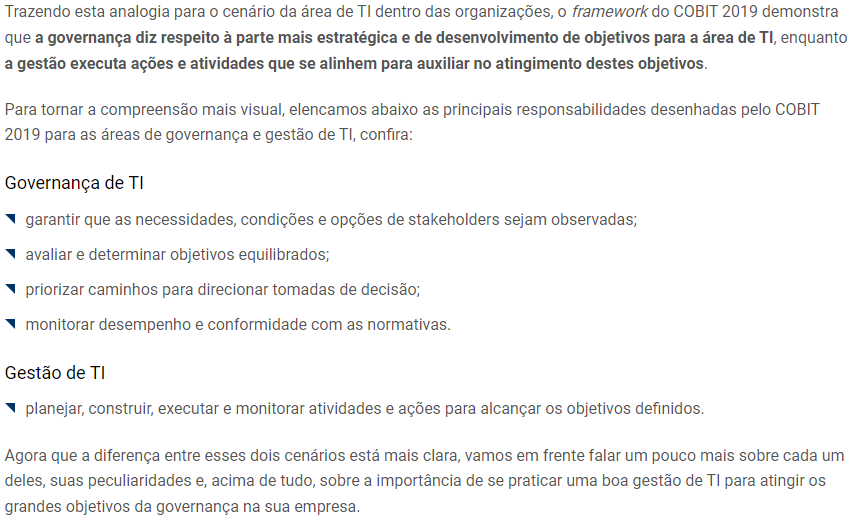 Trazendo esta analogia para o cenário da área de TI dentro das organizações, o framework do COBIT 2019 demonstra
que a governança diz respeito à parte mais estratégica e de desenvolvimento de objetivos para a área de TI, enquanto
a gestão executa ações e atividades que se alinhem para auxiliar no atingimento destes objetivos.
Para tornar a compreensão mais visual, elencamos abaixo as principais responsabilidades desenhadas pelo COBIT
2019 para as áreas de governança e gestão de TI, confira:
Governança de TI
garantir que as necessidades, condições e opções de stakeholders sejam observadas;
avaliar e determinar objetivos equilibrados;
priorizar caminhos para direcionar tomadas de decisão;
monitorar desempenho e conformidade com as normativas.
Gestão de TI
planejar, construir, executar e monitorar atividades e ações para alcançar os objetivos definidos.
Agora que a diferença entre esses dois cenários está mais clara, vamos em frente falar um pouco mais sobre cada um
deles, suas peculiaridades e, acima de tudo, sobre a importância de se praticar uma boa gestão de TI para atingir os
grandes objetivos da governança na sua empresa.